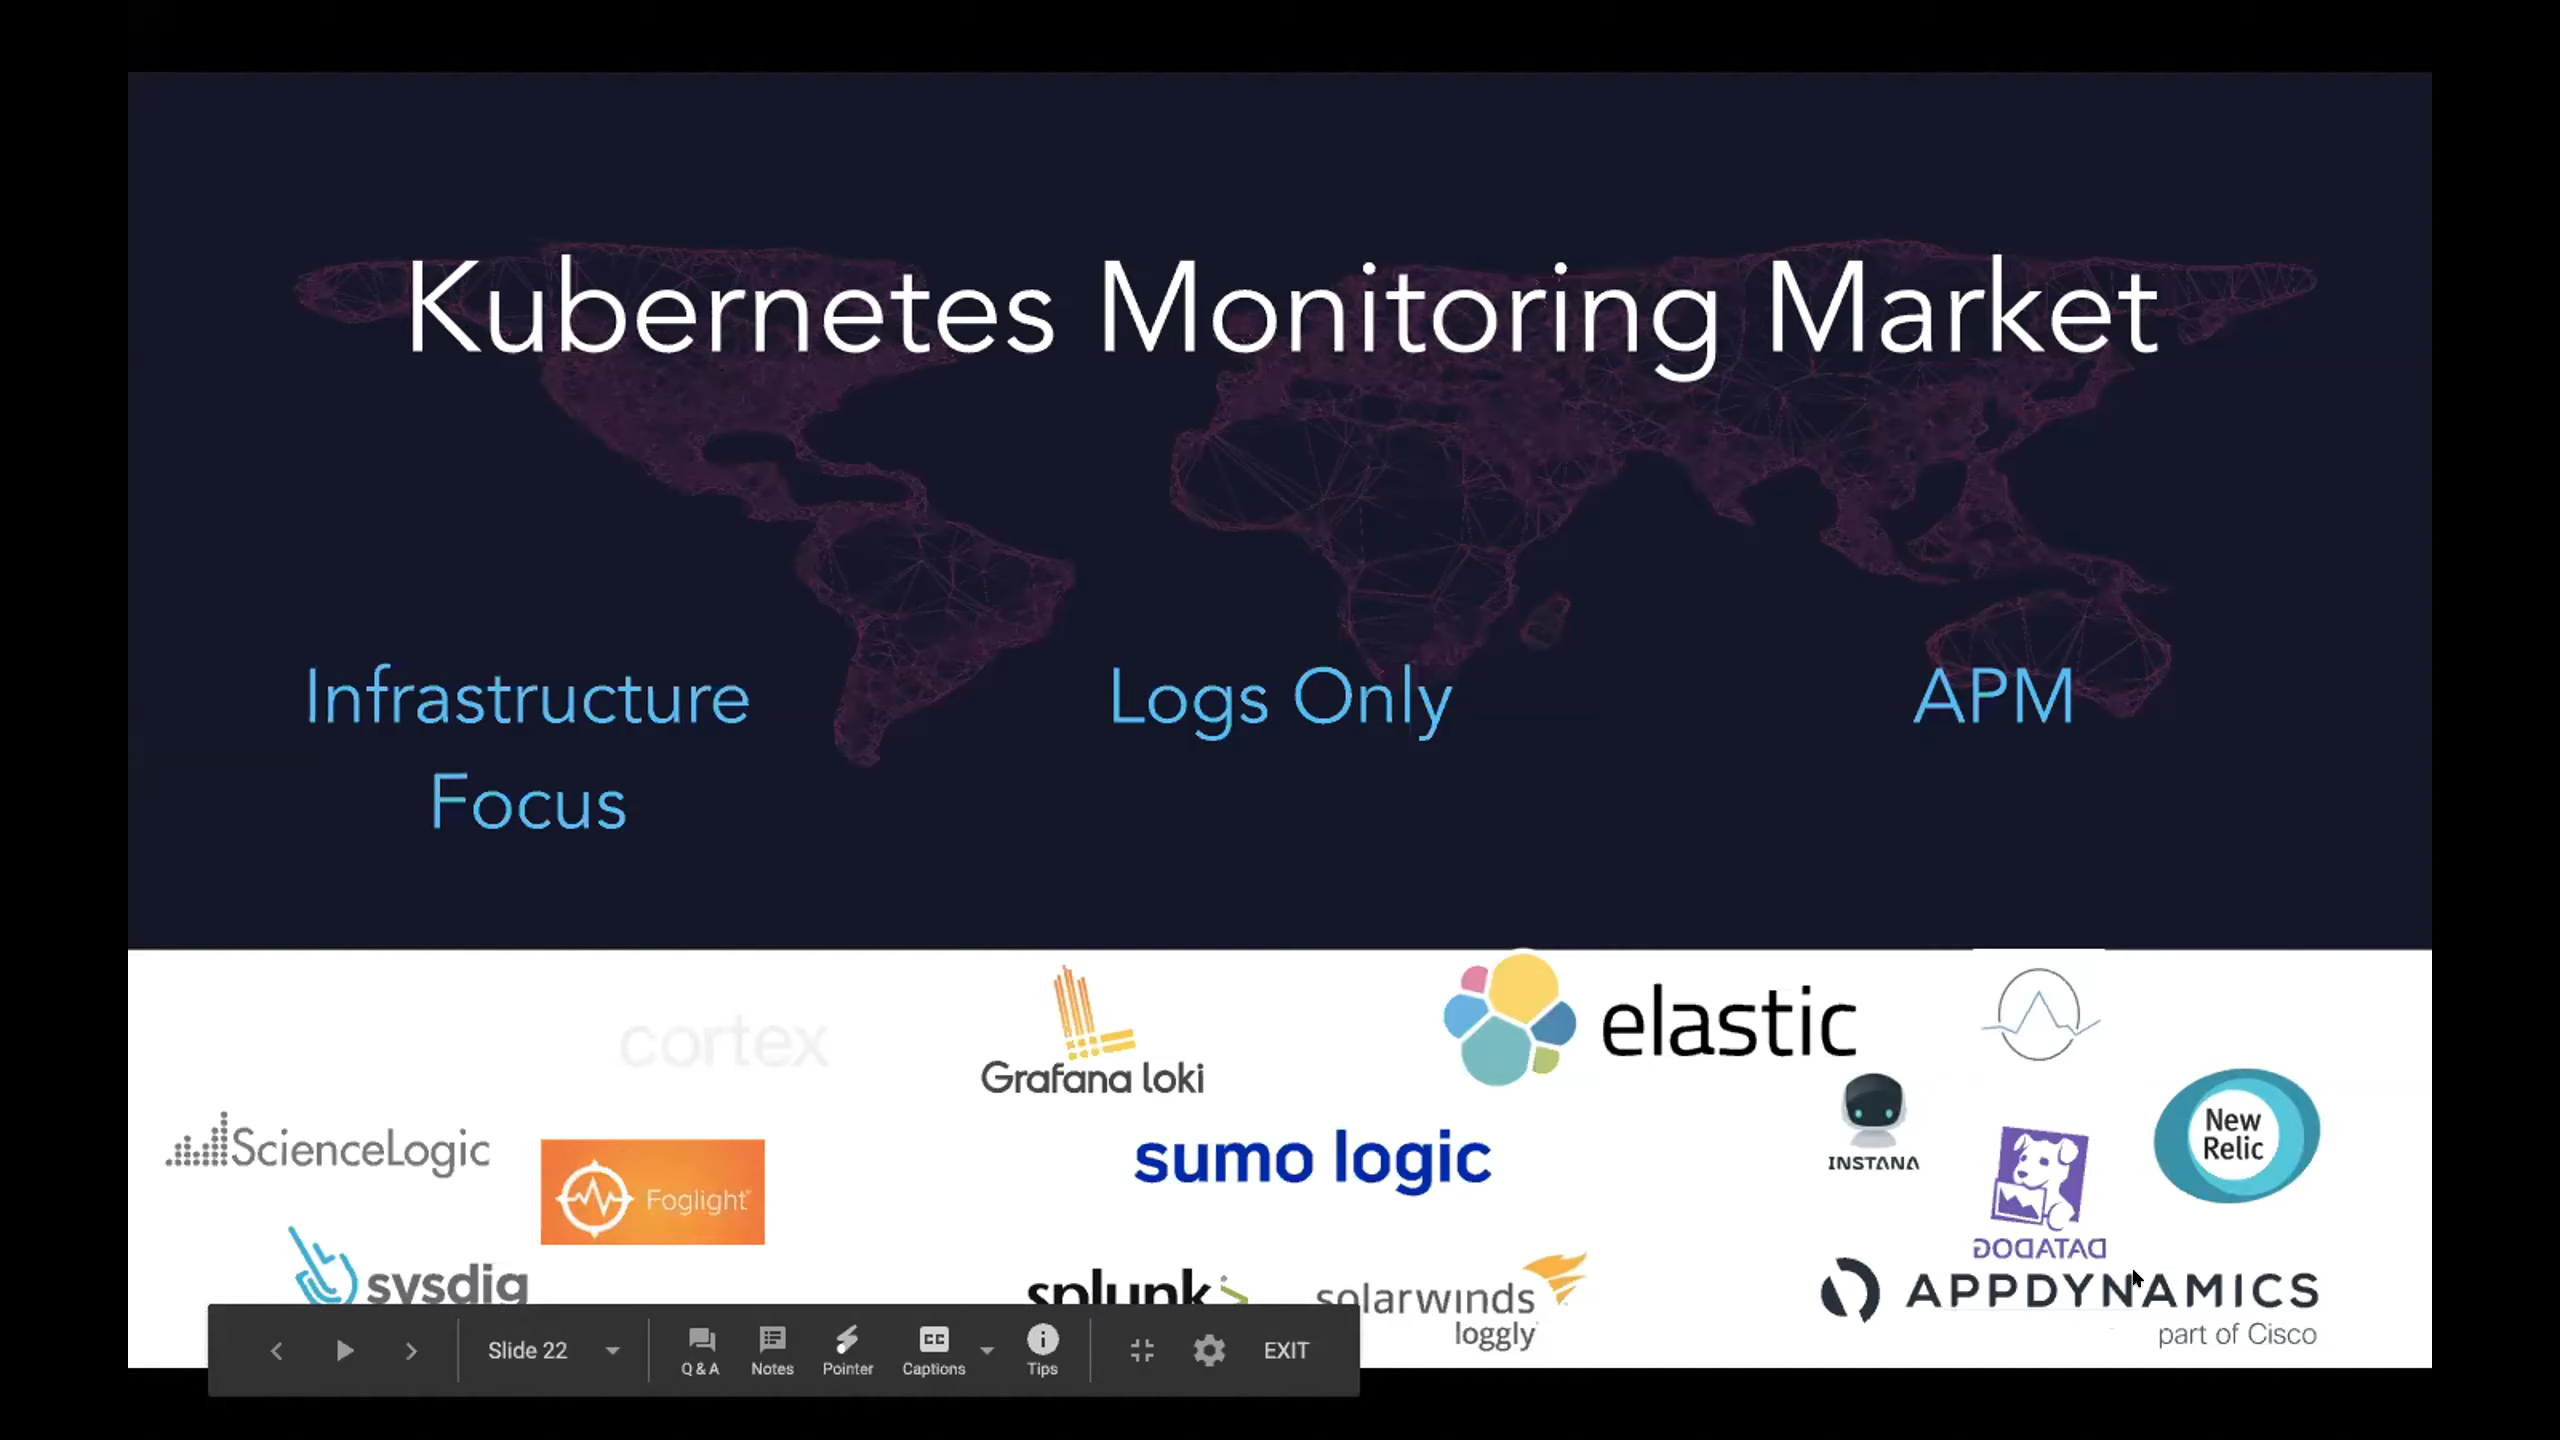 Kubernetes Monitoring Market
Infrastructure
Focus
Logs Only
APM
cortex
Grafana loki
elastic
ScienceLogic
Foglight
sumo logic
INSTANA
New
Relic
DATADOG
sysdig
splunk>
solarwinds
loggly
APPDYNAMICS
part of Cisco
Slide 22
Q & A
Notes
CC
Pointer
Captions
Tips
EXIT